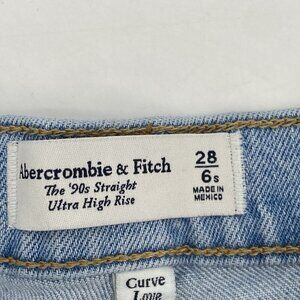 Abercrombie & Fitch
The '90s Straight
Ultra High Rise
28
6s
MADE IN
MEXICO
Curve
Love